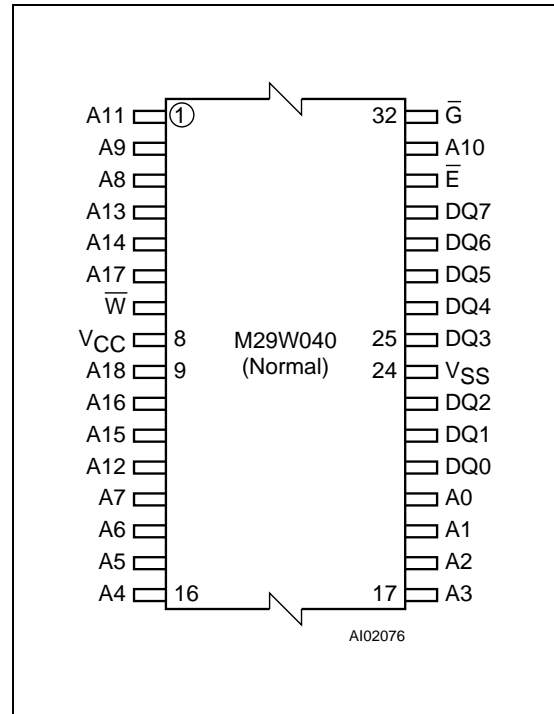 A11 ① 32 G̅
A9 A10
A8 E̅
A13 DQ7
A14 DQ6
A17 DQ5
W̅ DQ4
VCC 8 M29W040 25 DQ3
A18 9 (Normal) 24 VSS
A16 DQ2
A15 DQ1
A12 DQ0
A7 A0
A6 A1
A5 A2
A4 16 17 A3
AI02076